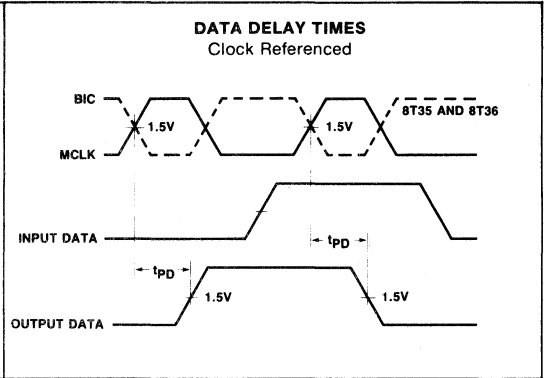 DATA DELAY TIMES
Clock Referenced
BIC
8T35 AND 8T36
1.5V
1.5V
MCLK
INPUT DATA
tPD
tPD
1.5V
1.5V
OUTPUT DATA